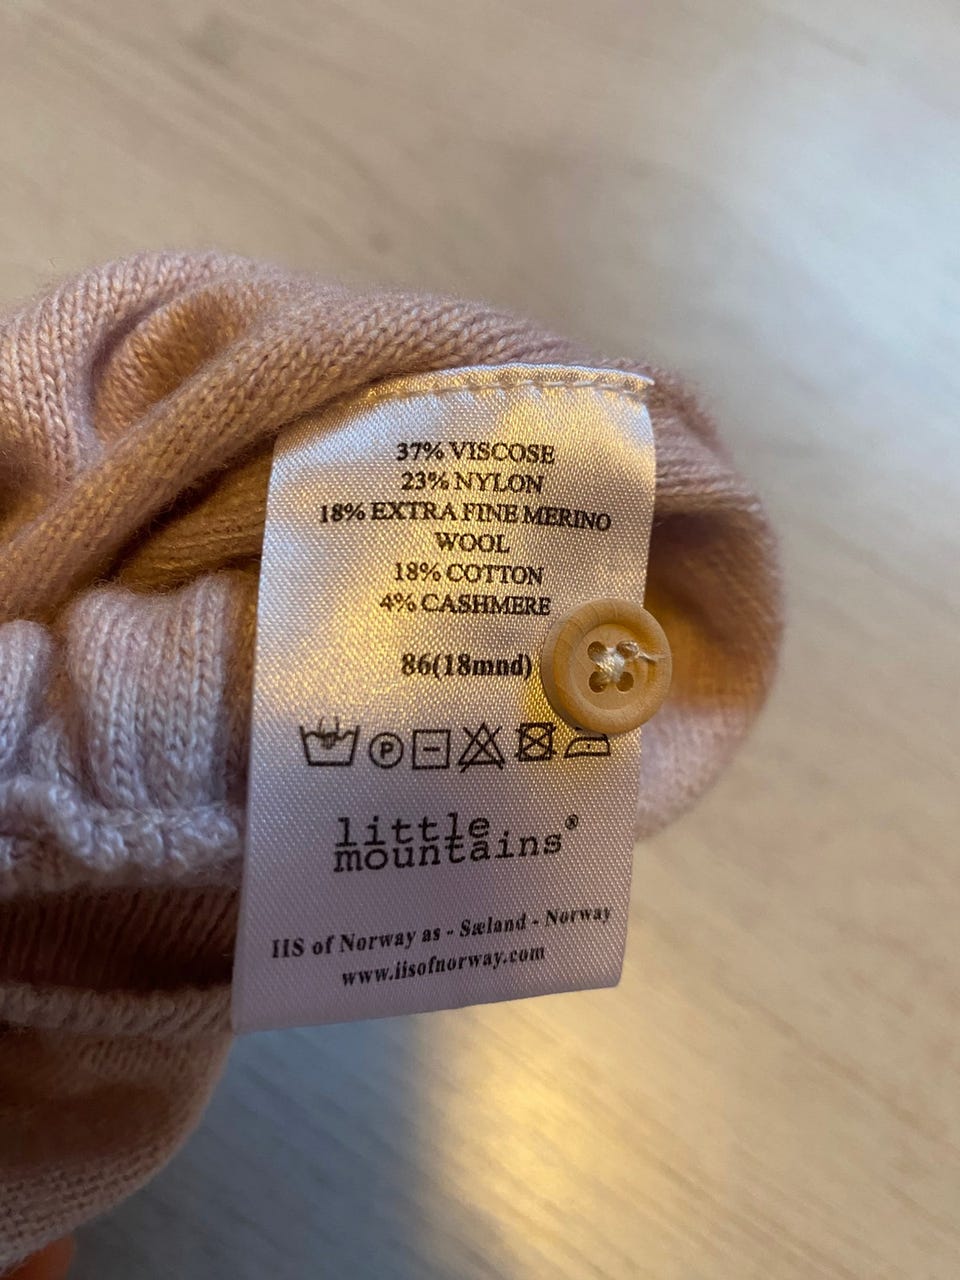 37% VISCOSE
23% NYLON
18% EXTRA FINE MERINO
WOOL
18% COTTON
4% CASHMERE
86(18mnd)
P
little
mountains®
IIS of Norway as - Sæland - Norway
www.iisofnorway.com